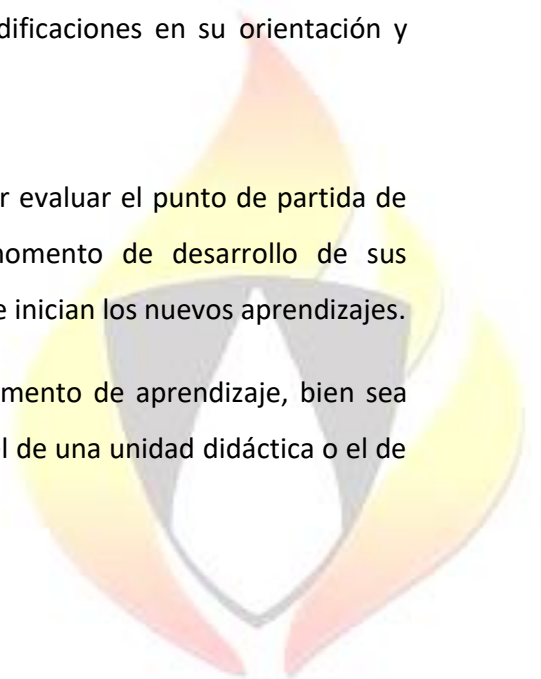 dificaciones en su orientación y
r evaluar el punto de partida de
nomento de desarrollo de sus
e inician los nuevos aprendizajes.
mento de aprendizaje, bien sea
l de una unidad didáctica o el de